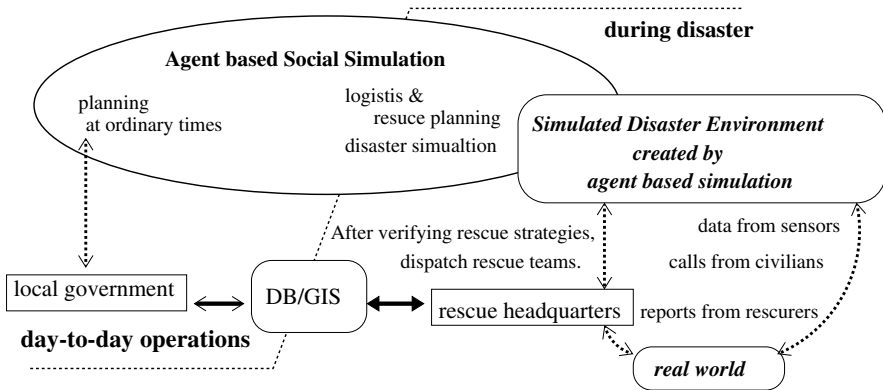 during disaster
Agent based Social Simulation
planning
at ordinary times
logistis &
resuce planning
disaster simualtion
Simulated Disaster Environment
created by
agent based simulation
After verifying rescue strategies,
dispatch rescue teams.
data from sensors
calls from civilians
reports from rescurers
local government
DB/GIS
rescue headquarters
day-to-day operations
real world